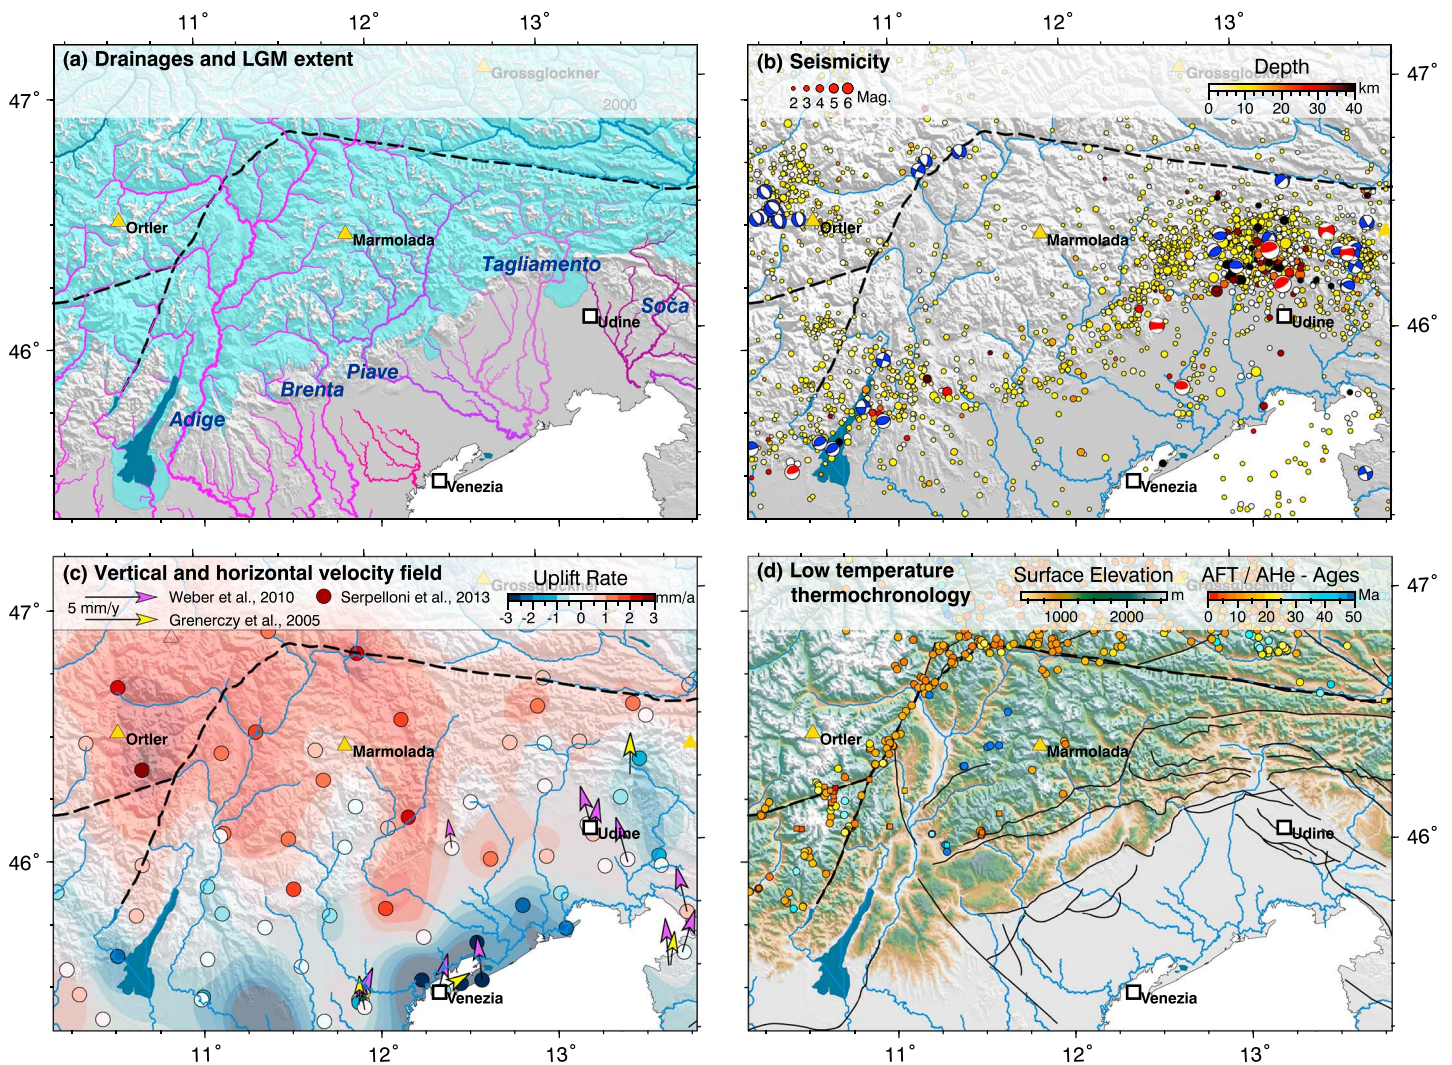 11° 12° 13° 11° 12° 13°
(a) Drainages and LGM extent
Grossglockner
2000
47°
Ortler
Marmolada
Tagliamento
Soca
Udine
46°
Piave
Brenta
Adige
Venezia
(b) Seismicity
Grossglockner
2 3 4 5 6 Mag.
Depth
km
0 10 20 30 40
47°
Ortler
Marmolada
Udine
46°
Venezia
(c) Vertical and horizontal velocity field
Grossglockner
5 mm/y
Weber et al., 2010
Grenerczy et al., 2005
Serpelloni et al., 2013
Uplift Rate
mm/a
-3 -2 -1 0 1 2 3
47°
Ortler
Marmolada
Udine
46°
Venezia
11° 12° 13°
(d) Low temperature
thermochronology
Grossglockner
Surface Elevation
m
1000 2000
AFT / AHe - Ages
Ma
0 10 20 30 40 50
47°
Ortler
Marmolada
Udine
46°
Venezia
11° 12° 13°